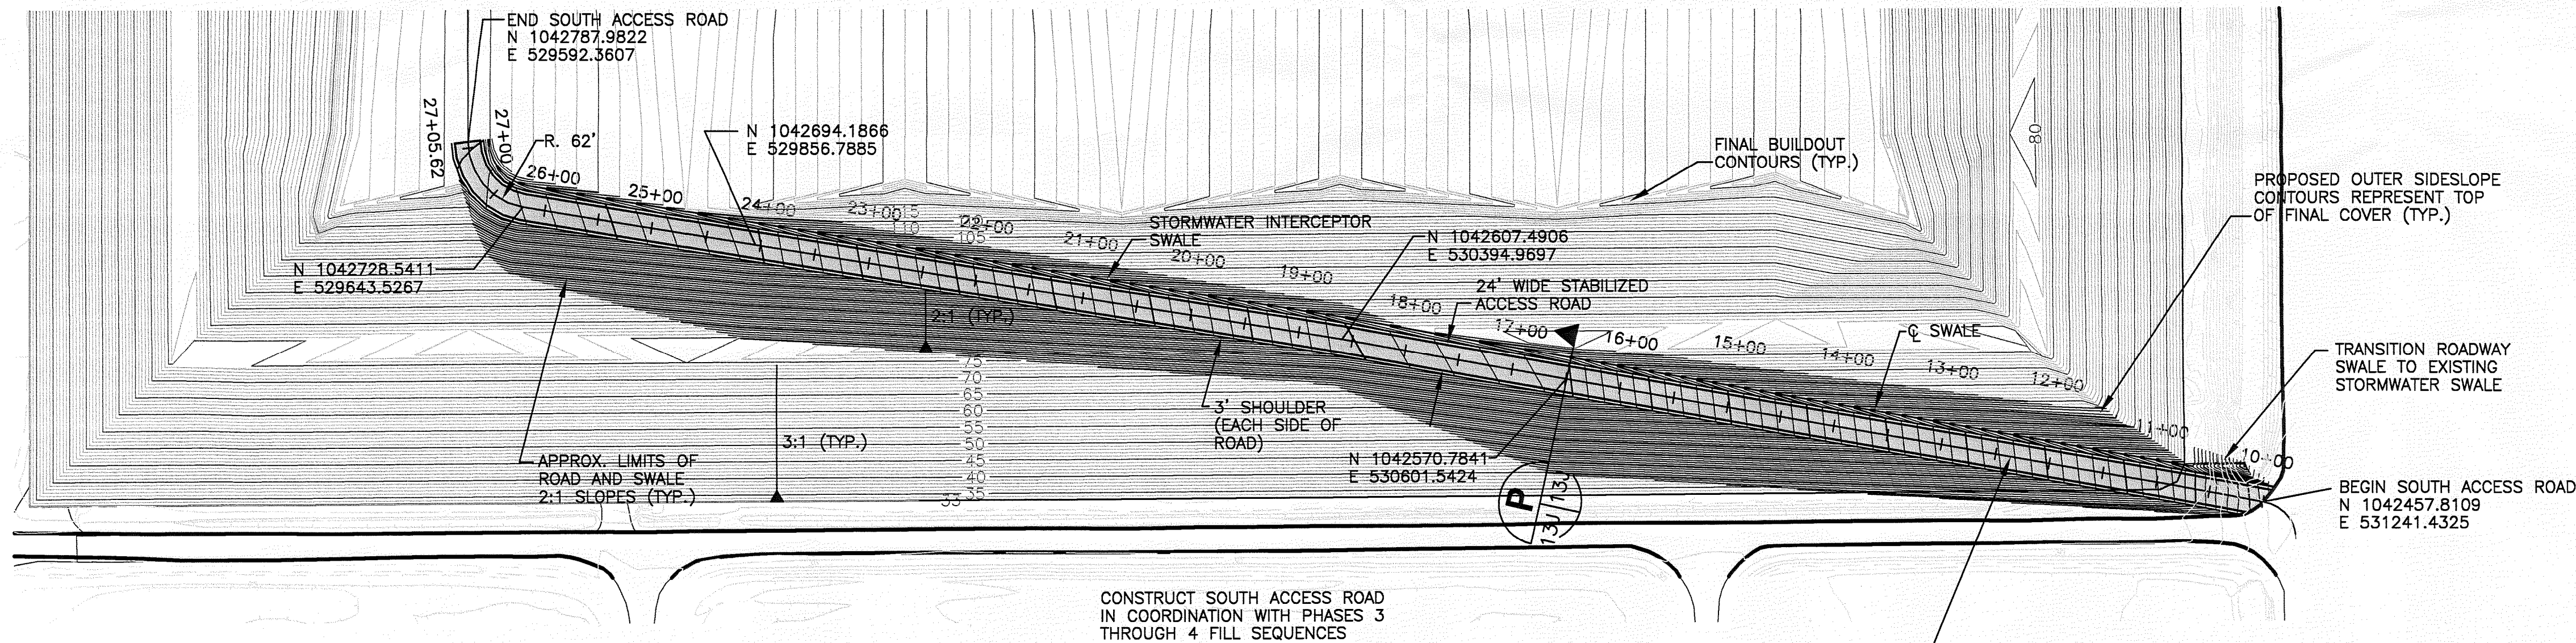 END SOUTH ACCESS ROAD
N 1042787.9822
E 529592.3607
27+05.62
27+00
R. 62'
N 1042694.1866
E 529856.7885
26+00
25+00
24+00
23+00
15
110
22+00
105
21+00
STORMWATER INTERCEPTOR
SWALE
20+00
19+00
N 1042607.4906
E 530394.9697
FINAL BUILDOUT
CONTOURS (TYP.)
80
PROPOSED OUTER SIDESLOPE
CONTOURS REPRESENT TOP
OF FINAL COVER (TYP.)
N 1042728.5411
E 529643.5267
24' WIDE STABILIZED
ACCESS ROAD
18+00
17+00
16+00
15+00
14+00
13+00
12+00
11+00
10+00
℄ SWALE
TRANSITION ROADWAY
SWALE TO EXISTING
STORMWATER SWALE
2:1 (TYP.)
75
70
65
60
55
50
45
40
35
33
3:1 (TYP.)
3' SHOULDER
(EACH SIDE OF
ROAD)
APPROX. LIMITS OF
ROAD AND SWALE
2:1 SLOPES (TYP.)
N 1042570.7841
E 530601.5424
P
13J 13J
BEGIN SOUTH ACCESS ROAD
N 1042457.8109
E 531241.4325
CONSTRUCT SOUTH ACCESS ROAD
IN COORDINATION WITH PHASES 3
THROUGH 4 FILL SEQUENCES